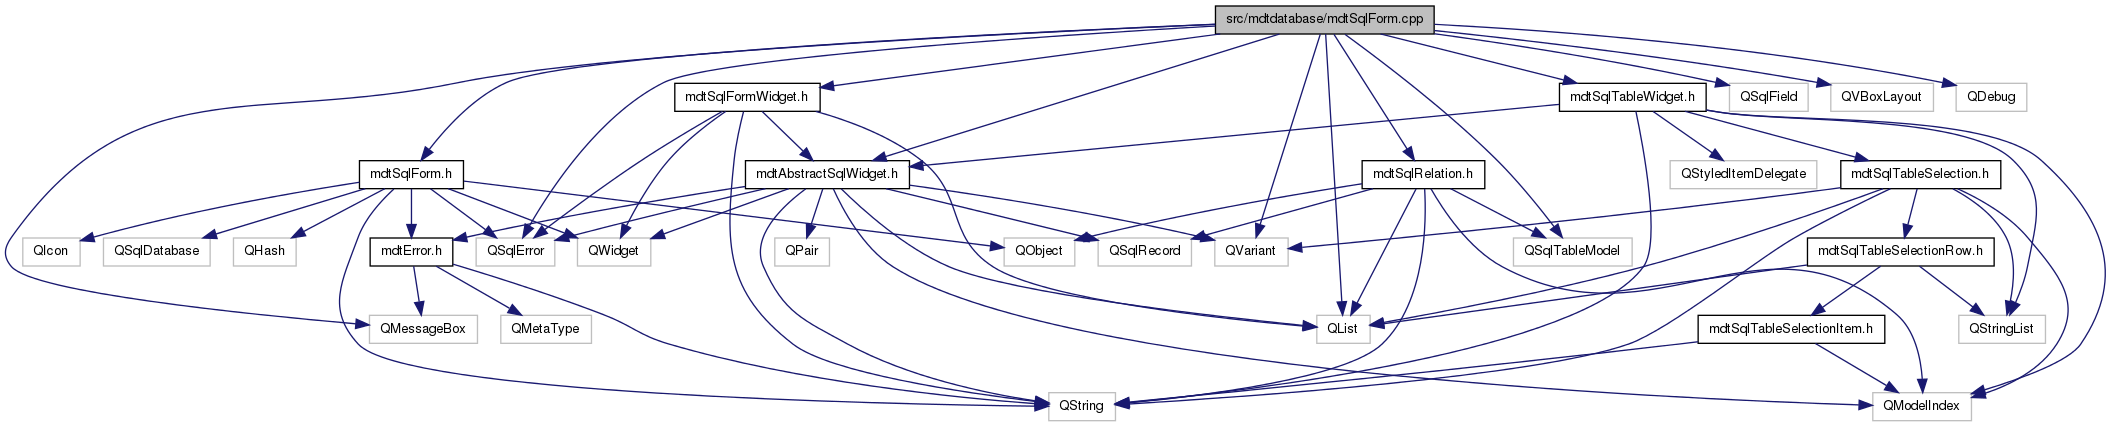 src/mdtdatabase/mdtSqlForm.cpp
mdtSqlFormWidget.h
mdtSqlTableWidget.h
QSqlField
QVBoxLayout
QDebug
mdtSqlForm.h
mdtAbstractSqlWidget.h
mdtSqlRelation.h
QStyledItemDelegate
mdtSqlTableSelection.h
QIcon
QSqlDatabase
QHash
mdtError.h
QSqlError
QWidget
QPair
QObject
QSqlRecord
QVariant
QSqlTableModel
mdtSqlTableSelectionRow.h
QMessageBox
QMetaType
QList
mdtSqlTableSelectionItem.h
QStringList
QString
QModelIndex